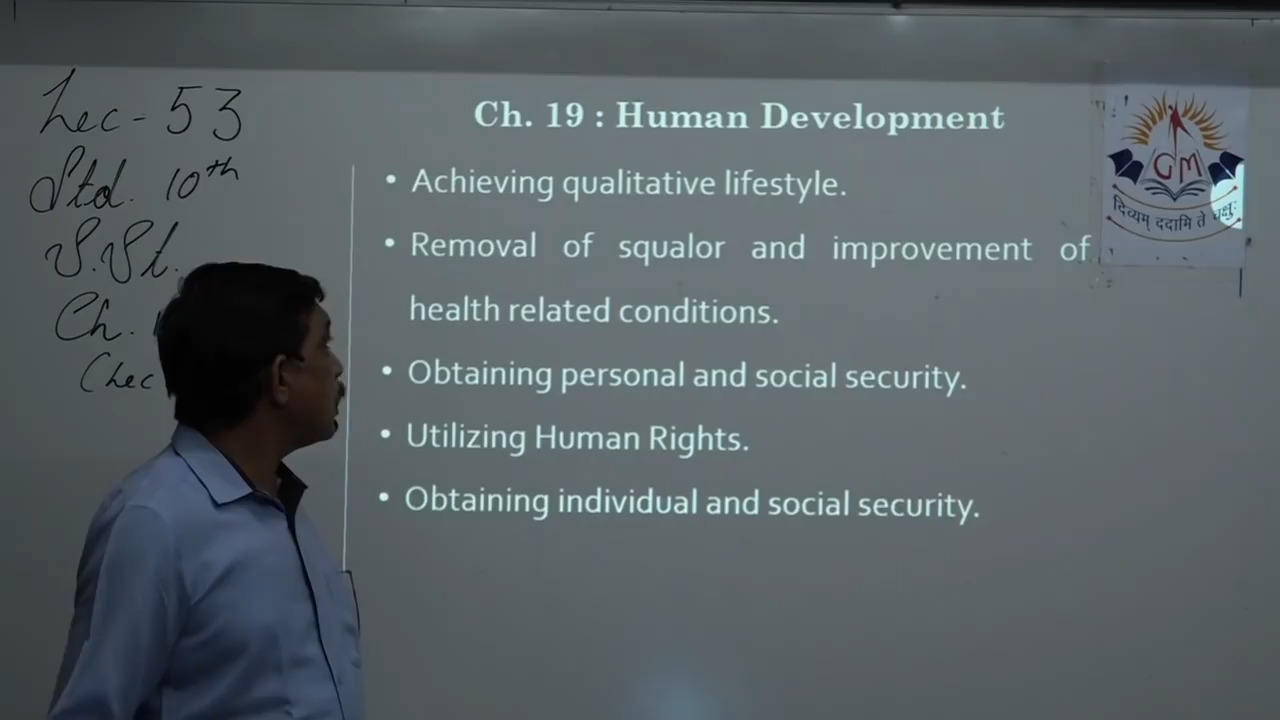 Lec - 53
Std. 10th
S.St.
Ch.
(Lec
Ch. 19 : Human Development
• Achieving qualitative lifestyle.
• Removal of squalor and improvement of
health related conditions.
• Obtaining personal and social security.
• Utilizing Human Rights.
• Obtaining individual and social security.
GM
दिव्यम् ददामि ते चक्षुः